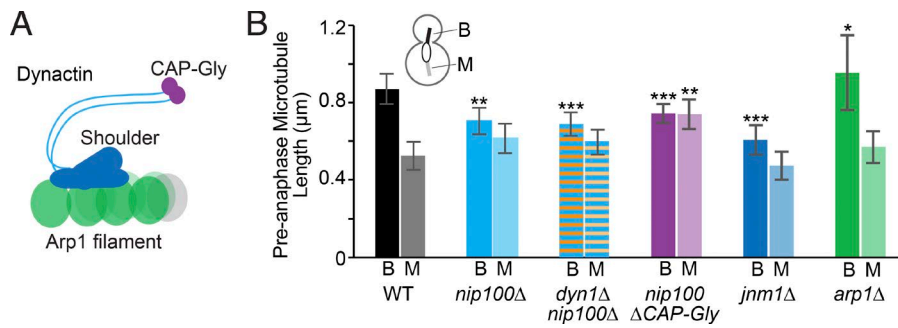 A
Dynactin
CAP-Gly
Shoulder
Arp1 filament
B
Pre-anaphase Microtubule
Length (μm)
1.2
0.8
0.4
0
B
M
**
***
***
**
***
*
B M
B M
B M
B M
B M
B M
WT
nip100Δ
dyn1Δ
nip100Δ
nip100
ΔCAP-Gly
jnm1Δ
arp1Δ